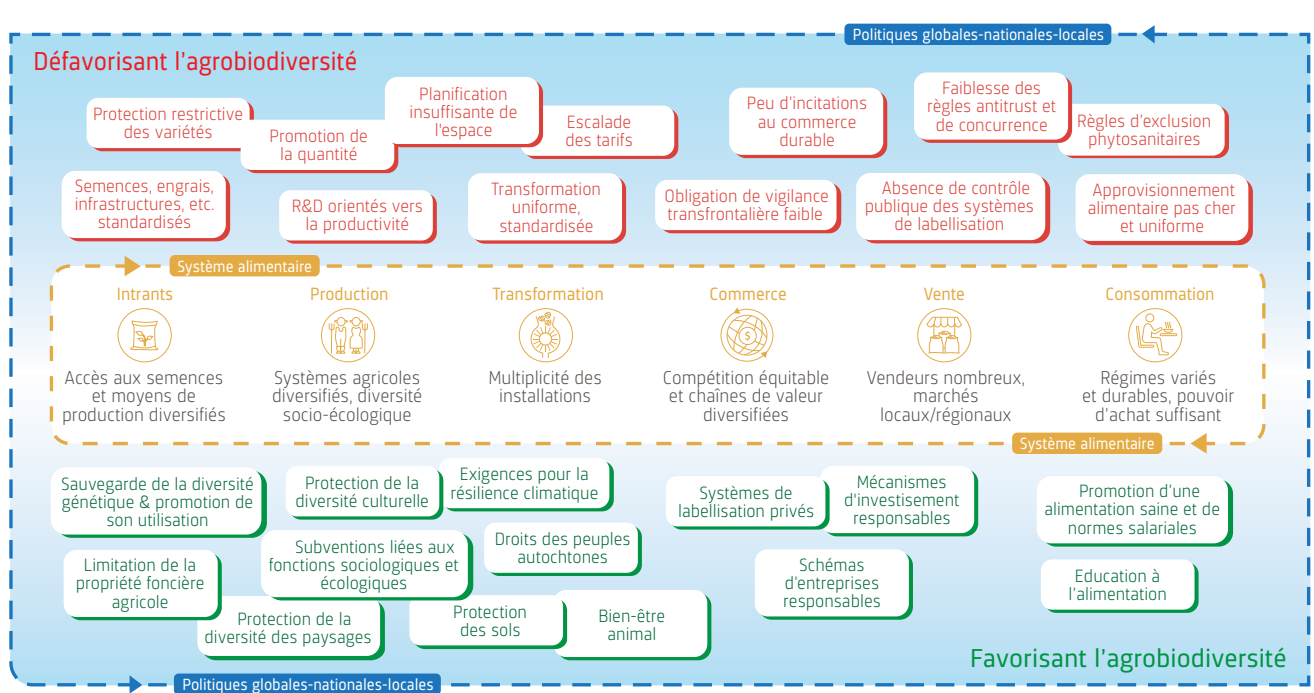 Politiques globales-nationales-locales
Défavorisant l'agrobiodiversité
Protection restrictive
des variétés
Promotion de
la quantité
Planification
insuffisante de
l'espace
Escalade
des tarifs
Peu d'incitations
au commerce
durable
Faiblesse des
règles antitrust et
de concurrence
Règles d'exclusion
phytosanitaires
Semences, engrais,
infrastructures, etc.
standardisés
R&D orientés vers
la productivité
Transformation
uniforme,
standardisée
Obligation de vigilance
transfrontalière faible
Absence de contrôle
publique des systèmes
de labellisation
Approvisionnement
alimentaire pas cher
et uniforme
Système alimentaire
Intrants
Accès aux semences
et moyens de
production diversifiés
Production
Systèmes agricoles
diversifiés, diversité
socio-écologique
Transformation
Multiplicité des
installations
Commerce
$
Compétition équitable
et chaînes de valeur
diversifiées
Vente
Vendeurs nombreux,
marchés
locaux/régionaux
Consommation
Régimes variés
et durables, pouvoir
d'achat suffisant
Système alimentaire
Sauvegarde de la diversité
génétique & promotion de
son utilisation
Protection de la
diversité culturelle
Exigences pour la
résilience climatique
Systèmes de
labellisation privés
Mécanismes
d'investisement
responsables
Promotion d'une
alimentation saine et de
normes salariales
Limitation de la
propriété foncière
agricole
Subventions liées aux
fonctions sociologiques et
écologiques
Droits des peuples
autochtones
Schémas
d'entreprises
responsables
Education à
l'alimentation
Protection de la
diversité des paysages
Protection
des sols
Bien-être
animal
Favorisant l'agrobiodiversité
Politiques globales-nationales-locales